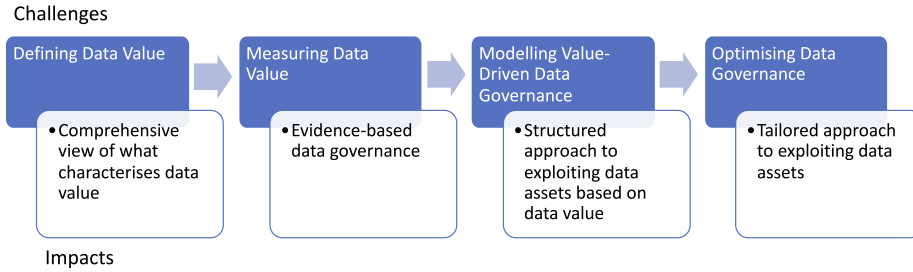 Challenges
Defining Data Value
•Comprehensive
view of what
characterises data
value
Measuring Data
Value
•Evidence-based
data governance
Modelling Value-
Driven Data
Governance
•Structured
approach to
exploiting data
assets based on
data value
Optimising Data
Governance
•Tailored approach
to exploiting data
assets
Impacts